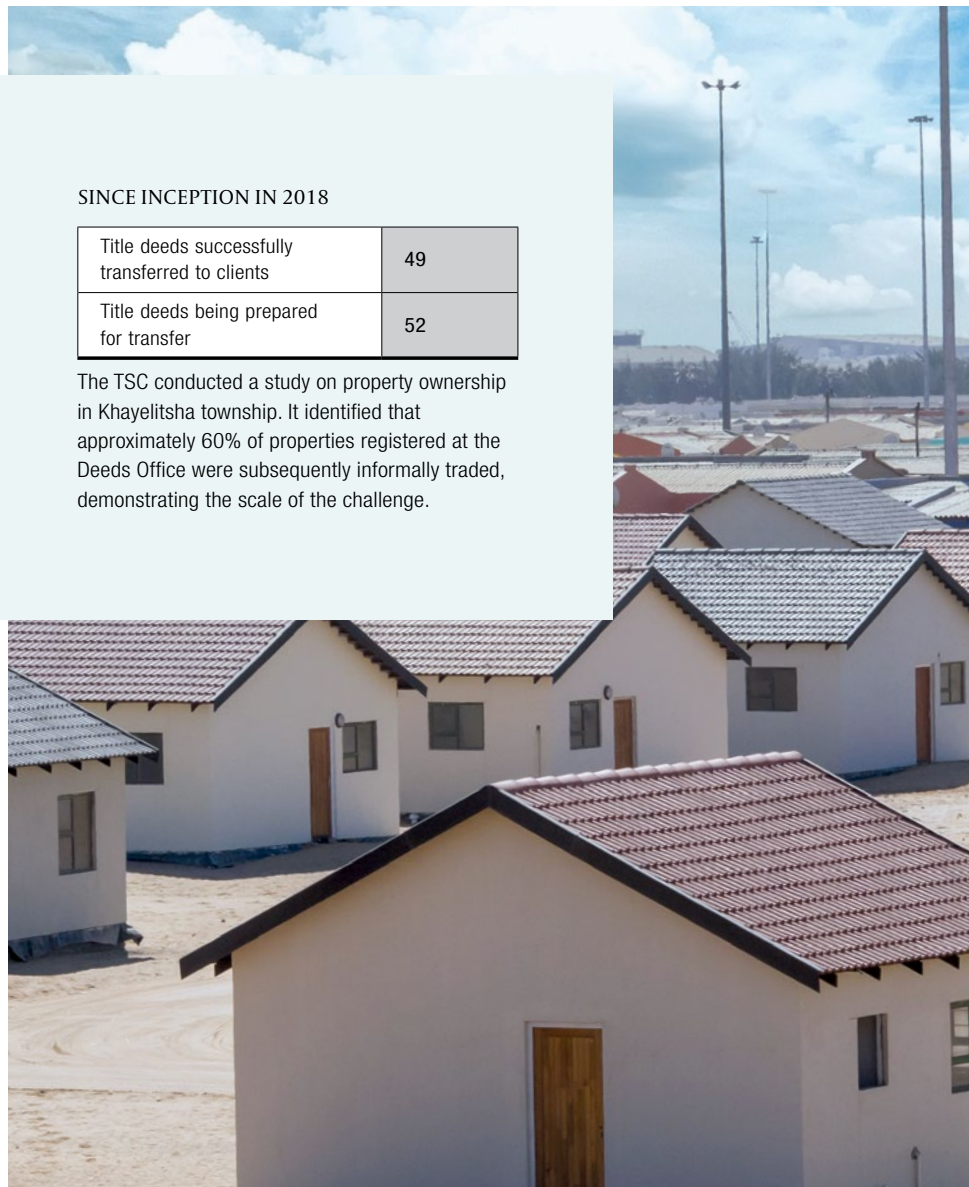 SINCE INCEPTION IN 2018
Title deeds successfully
transferred to clients
49
Title deeds being prepared
for transfer
52
The TSC conducted a study on property ownership
in Khayelitsha township. It identified that
approximately 60% of properties registered at the
Deeds Office were subsequently informally traded,
demonstrating the scale of the challenge.